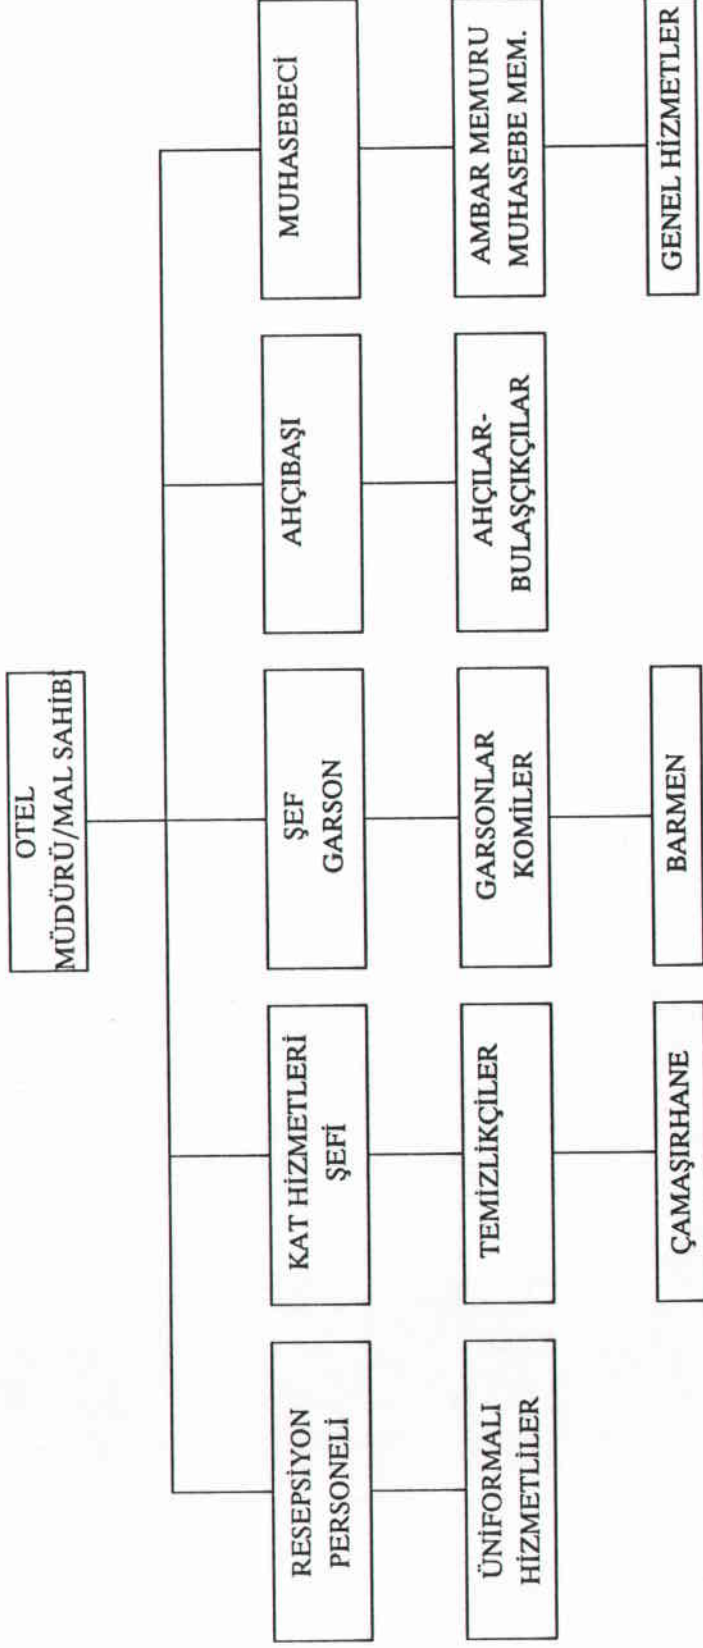 OTEL
MÜDÜRÜ/MAL SAHİBİ
RESEPSİYON
PERSONELİ
KAT HİZMETLERİ
ŞEFİ
ŞEF
GARSON
AHÇIBAŞI
MUHASEBECİ
ÜNİFORMALI
HİZMETLİLER
TEMİZLİKÇİLER
GARSONLAR
KOMİLER
AHÇILAR-
BULAŞÇIKÇILAR
AMBAR MEMURU
MUHASEBE MEM.
ÇAMAŞIRHANE
BARMEN
GENEL HİZMETLER